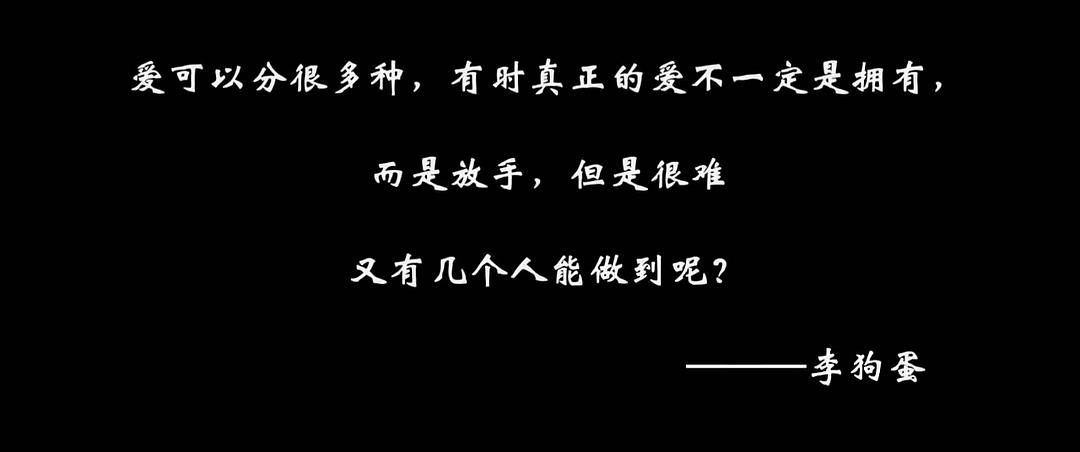 爱可以分很多种，有时真正的爱不一定是拥有，
而是放手，但是很难
又有几个人能做到呢？
———李狗蛋